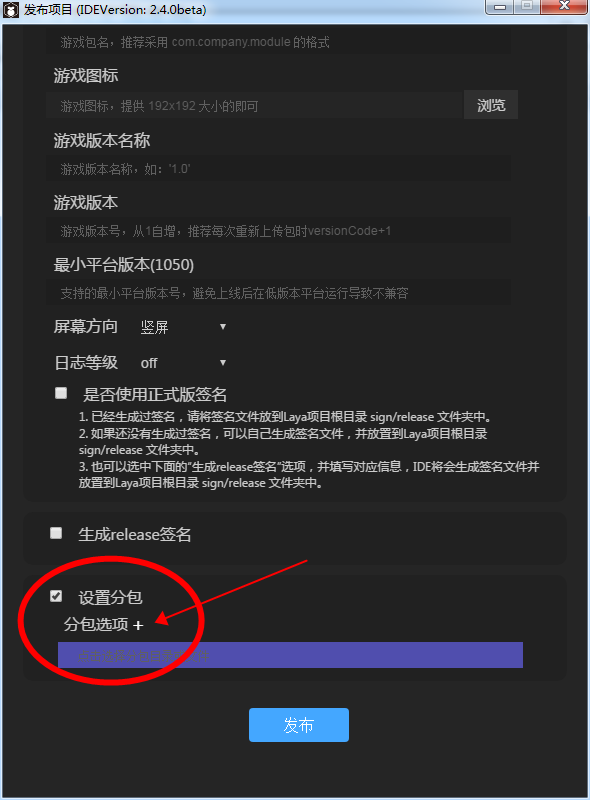 发布项目 (IDEVersion: 2.4.0beta)
游戏包名，推荐采用 com.company.module 的格式
游戏图标
游戏图标，提供 192x192 大小的即可
浏览
游戏版本名称
游戏版本名称，如：'1.0'
游戏版本
游戏版本号，从1自增，推荐每次重新上传包时versionCode+1
最小平台版本(1050)
支持的最小平台版本号，避免上线后在低版本平台运行导致不兼容
屏幕方向 竖屏
日志等级 off
是否使用正式版签名
1. 已经生成过签名，请将签名文件放到Laya项目根目录 sign/release 文件夹中。
2. 如果还没有生成过签名，可以自己生成签名文件，并放置到Laya项目根目录
sign/release 文件夹中。
3. 也可以选中下面的"生成release签名"选项，并填写对应信息，IDE将会生成签名文件并
放置到Laya项目根目录 sign/release 文件夹中。
生成release签名
设置分包
分包选项 +
发布